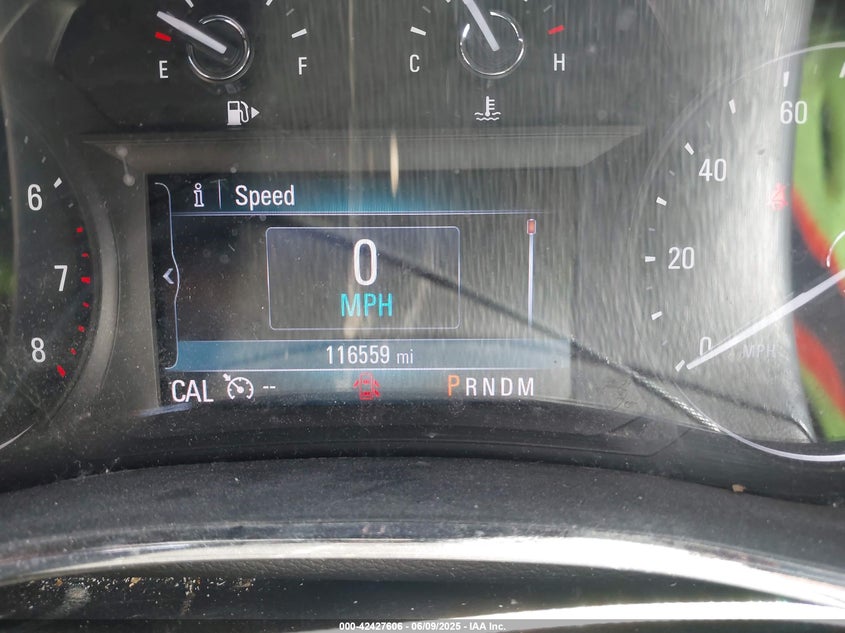 E F
C H
60
40
20
0
MPH
6
7
8
i Speed
0
MPH
116559 mi
CAL --
PRNDM
000-42427606 - 06/09/2025 - IAA Inc.